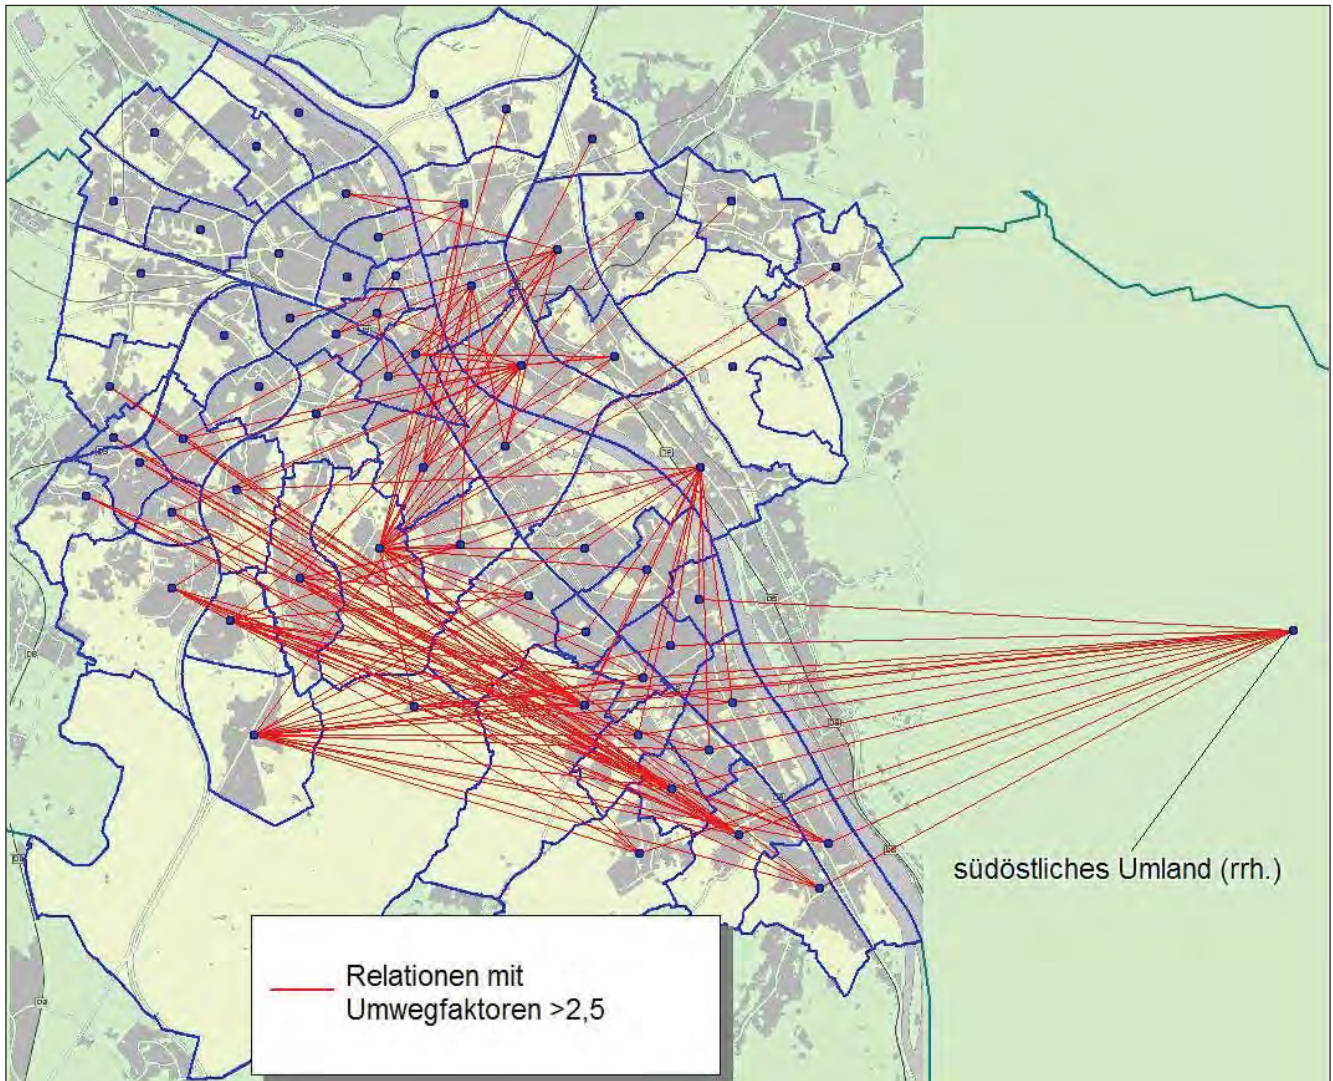 südöstliches Umland (rrh.)
Relationen mit
Umwegfaktoren >2,5